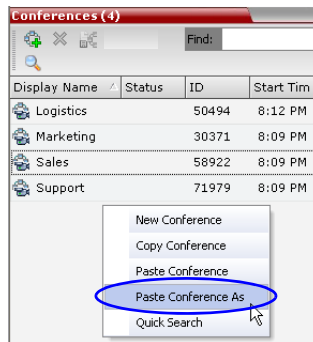 Conferences (4)
Find:
Display Name Status ID Start Tim
Logistics 50494 8:12 PM
Marketing 30371 8:09 PM
Sales 58922 8:09 PM
Support 71979 8:09 PM
New Conference
Copy Conference
Paste Conference
Paste Conference As
Quick Search